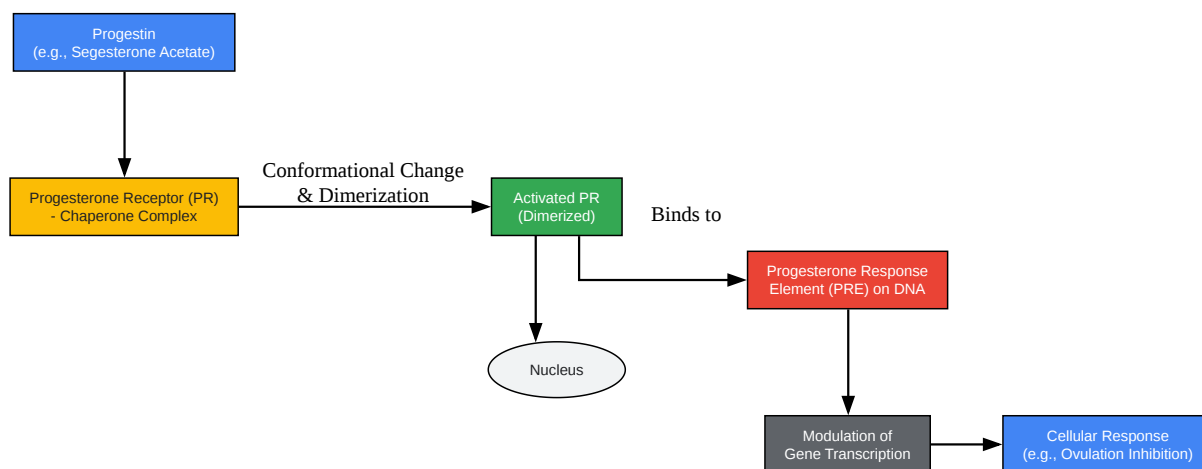 Progestin
(e.g., Segesterone Acetate)
Progesterone Receptor (PR)
- Chaperone Complex
Conformational Change
& Dimerization
Activated PR
(Dimerized)
Binds to
Progesterone Response
Element (PRE) on DNA
Nucleus
Modulation of
Gene Transcription
Cellular Response
(e.g., Ovulation Inhibition)